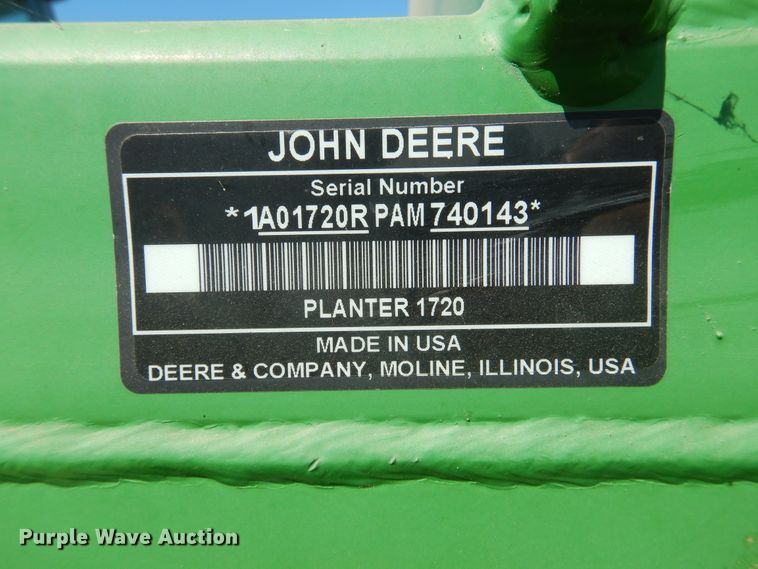 JOHN DEERE
Serial Number
*1A01720R PAM 740143*
PLANTER 1720
MADE IN USA
DEERE & COMPANY, MOLINE, ILLINOIS, USA
Purple Wave Auction